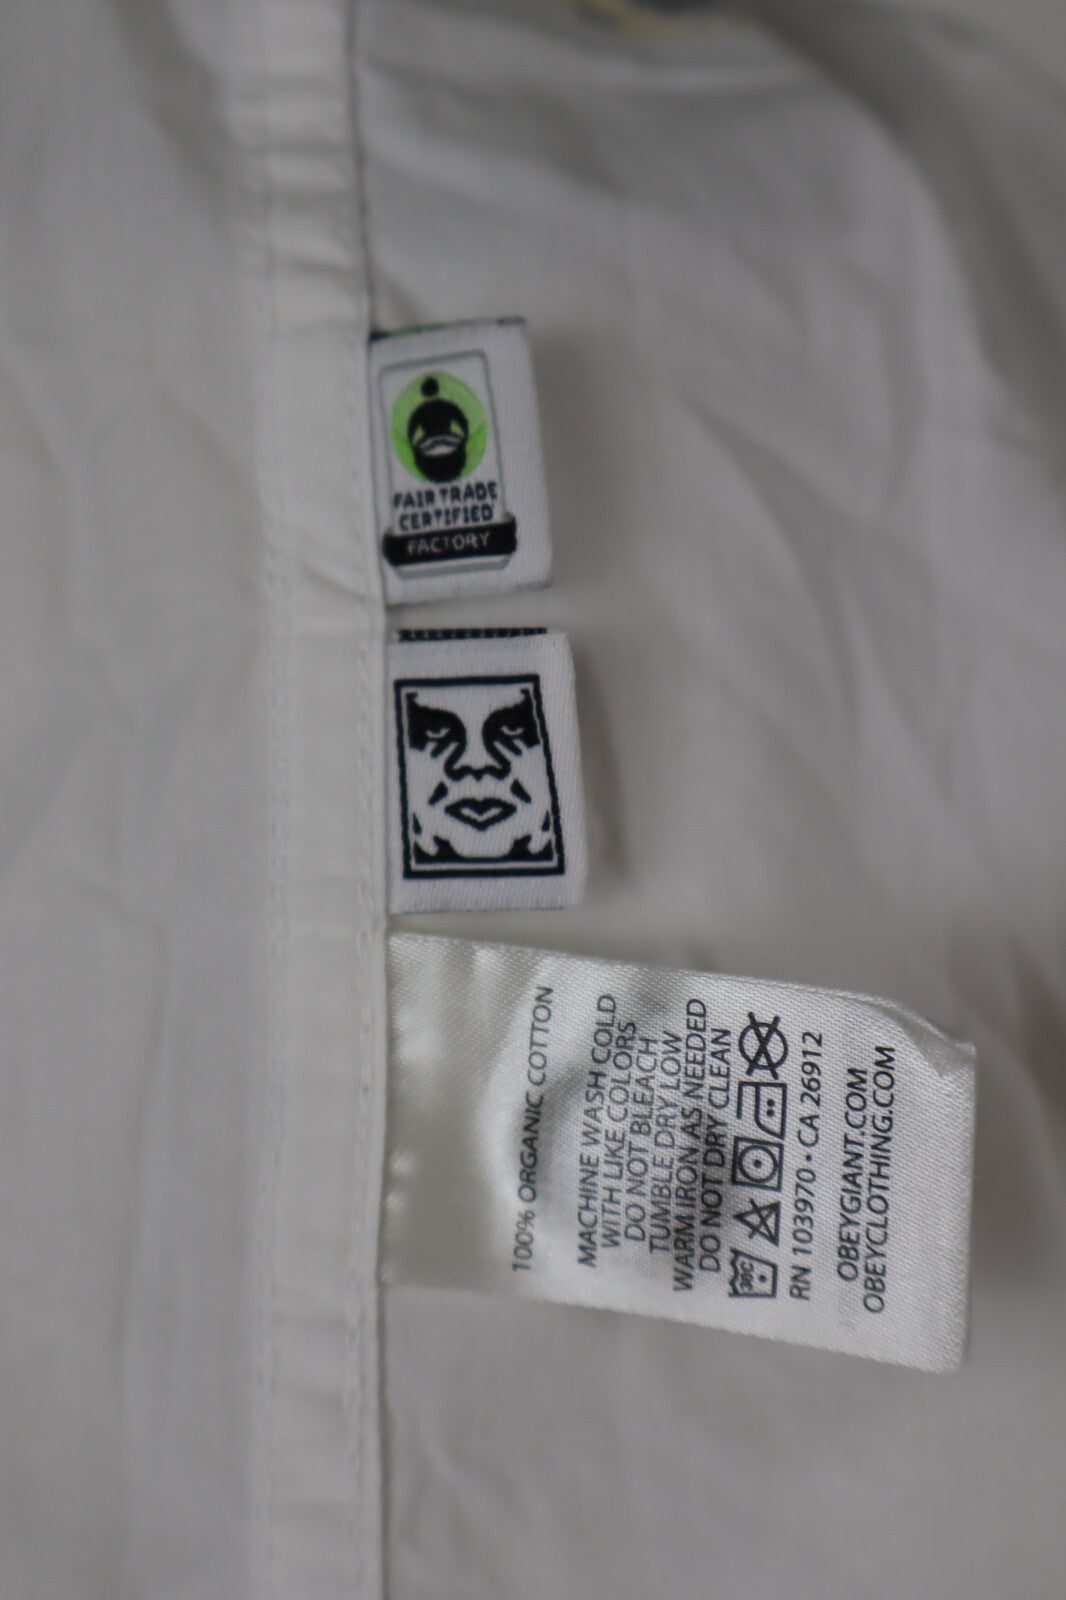 FAIR TRADE
CERTIFIED
FACTORY
100% ORGANIC COTTON
MACHINE WASH COLD
WITH LIKE COLORS
DO NOT BLEACH
TUMBLE DRY LOW
WARM IRON AS NEEDED
DO NOT DRY CLEAN
30C
RN 103970 • CA 26912
OBEYGIANT.COM
OBEYCLOTHING.COM